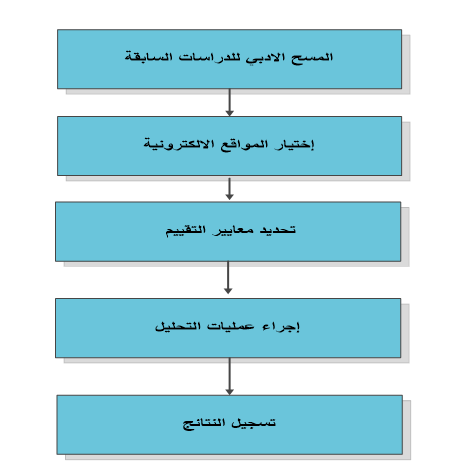 المسح الادبي للدراسات السابقة
إختيار المواقع الالكترونية
تحديد معايير التقييم
إجراء عمليات التحليل
تسجيل النتائج